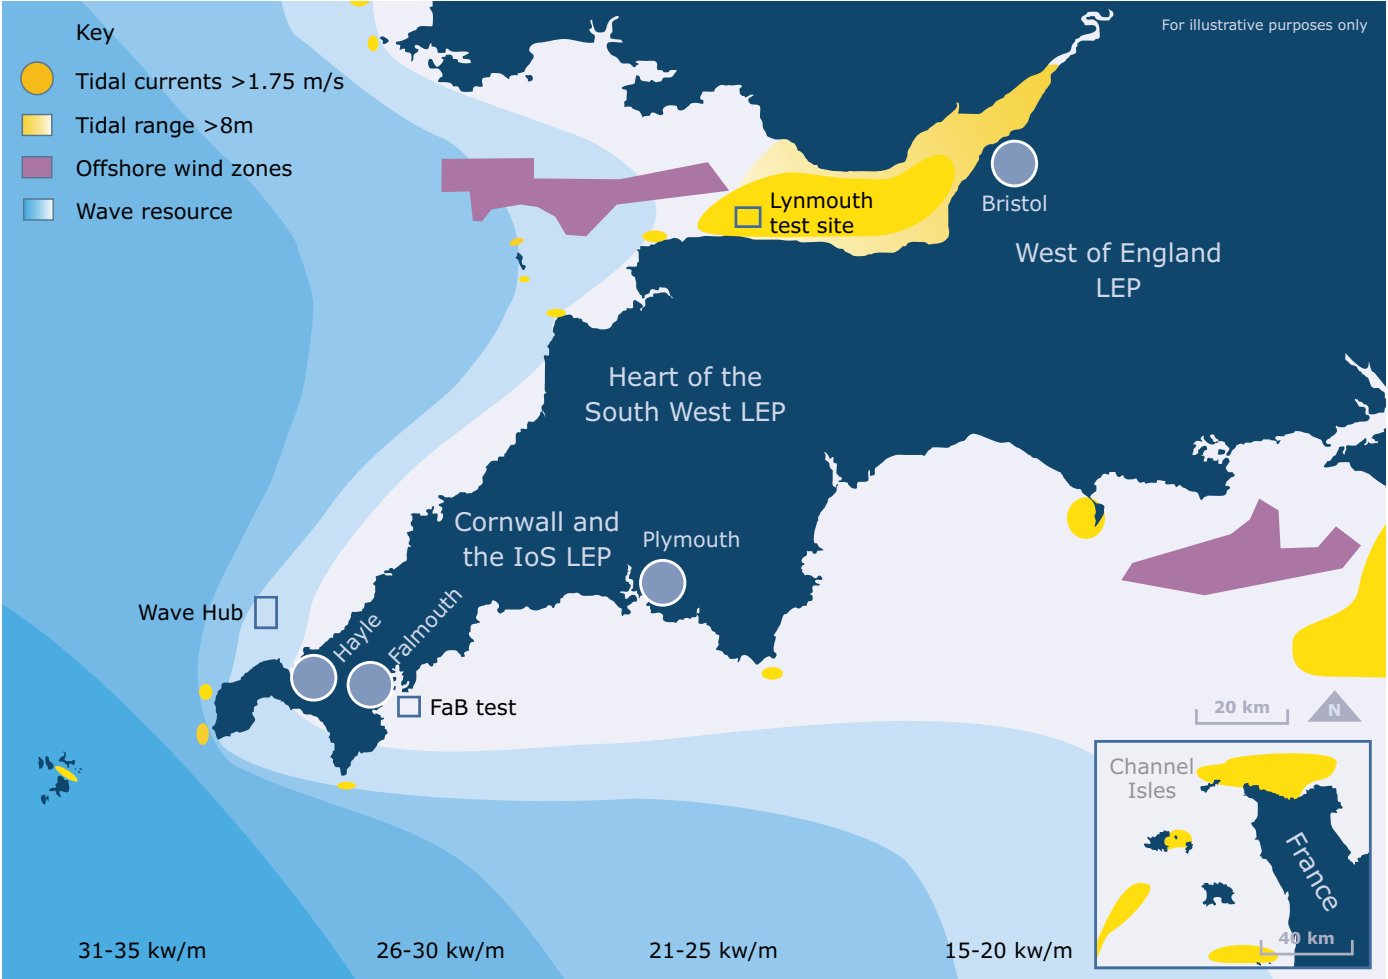 Key
For illustrative purposes only
Tidal currents >1.75 m/s
Tidal range >8m
Offshore wind zones
Wave resource
Lynmouth
test site
Bristol
West of England
LEP
Heart of the
South West LEP
Cornwall and
the IoS LEP
Plymouth
Wave Hub
Hayle
Falmouth
FaB test
20 km
N
Channel
Isles
France
40 km
31-35 kw/m
26-30 kw/m
21-25 kw/m
15-20 kw/m